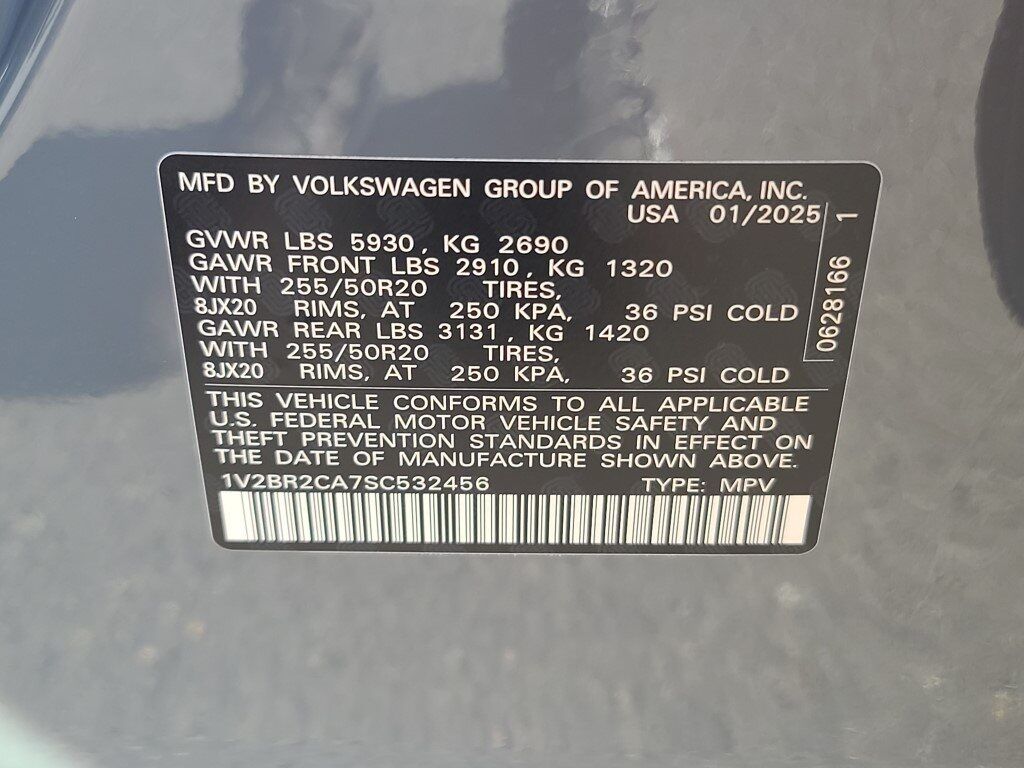 MFD BY VOLKSWAGEN GROUP OF AMERICA, INC.
USA 01/2025
GVWR LBS 5930, KG 2690
GAWR FRONT LBS 2910, KG 1320
WITH 255/50R20 TIRES,
8JX20 RIMS, AT 250 KPA, 36 PSI COLD
GAWR REAR LBS 3131, KG 1420
WITH 255/50R20 TIRES,
8JX20 RIMS, AT 250 KPA, 36 PSI COLD
0628166 1
THIS VEHICLE CONFORMS TO ALL APPLICABLE
U.S. FEDERAL MOTOR VEHICLE SAFETY AND
THEFT PREVENTION STANDARDS IN EFFECT ON
THE DATE OF MANUFACTURE SHOWN ABOVE.
1V2BR2CA7SC532456 TYPE: MPV